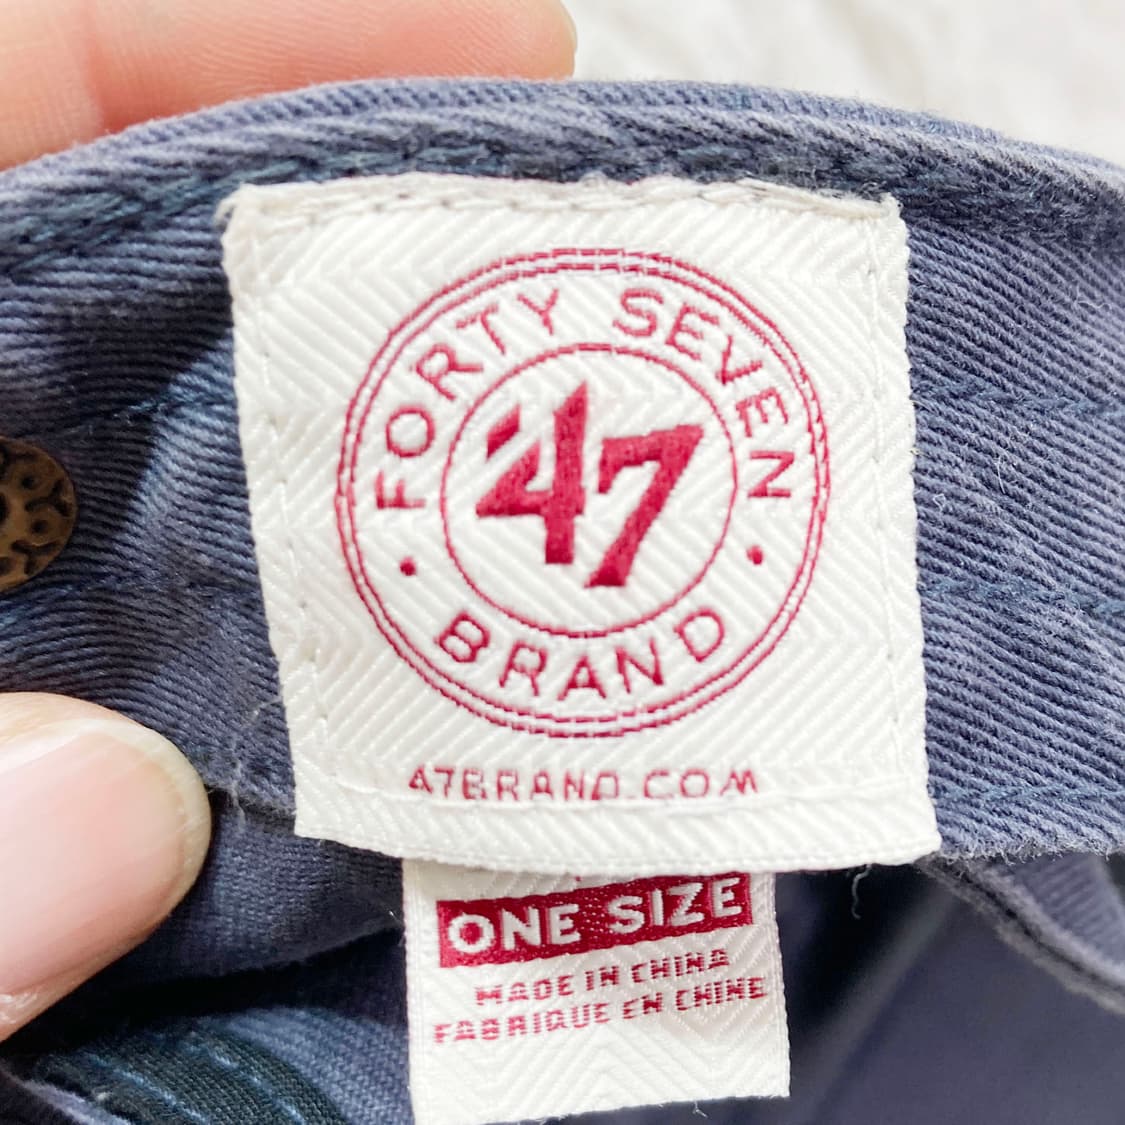 FORTY SEVEN
'47
BRAND
47BRAND.COM
ONE SIZE
MADE IN CHINA
FABRIQUE EN CHINE